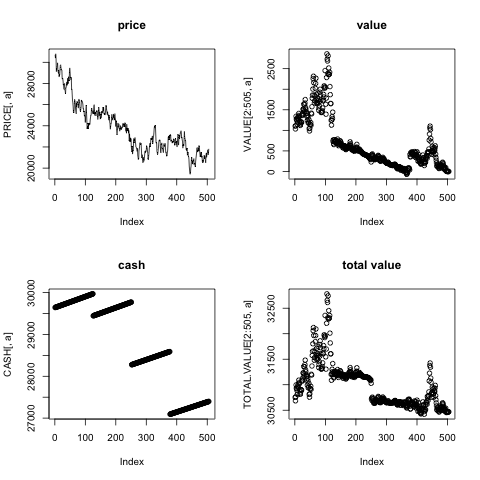 price
PRICE[, a]
20000 22000 24000 26000 28000
0 100 200 300 400 500
Index
value
VALUE[2:505, a]
0 500 1500 2500
0 100 200 300 400 500
Index
cash
CASH[, a]
27000 28000 29000 30000
0 100 200 300 400 500
Index
total value
TOTAL.VALUE[2:505, a]
30500 31500 32500
0 100 200 300 400 500
Index